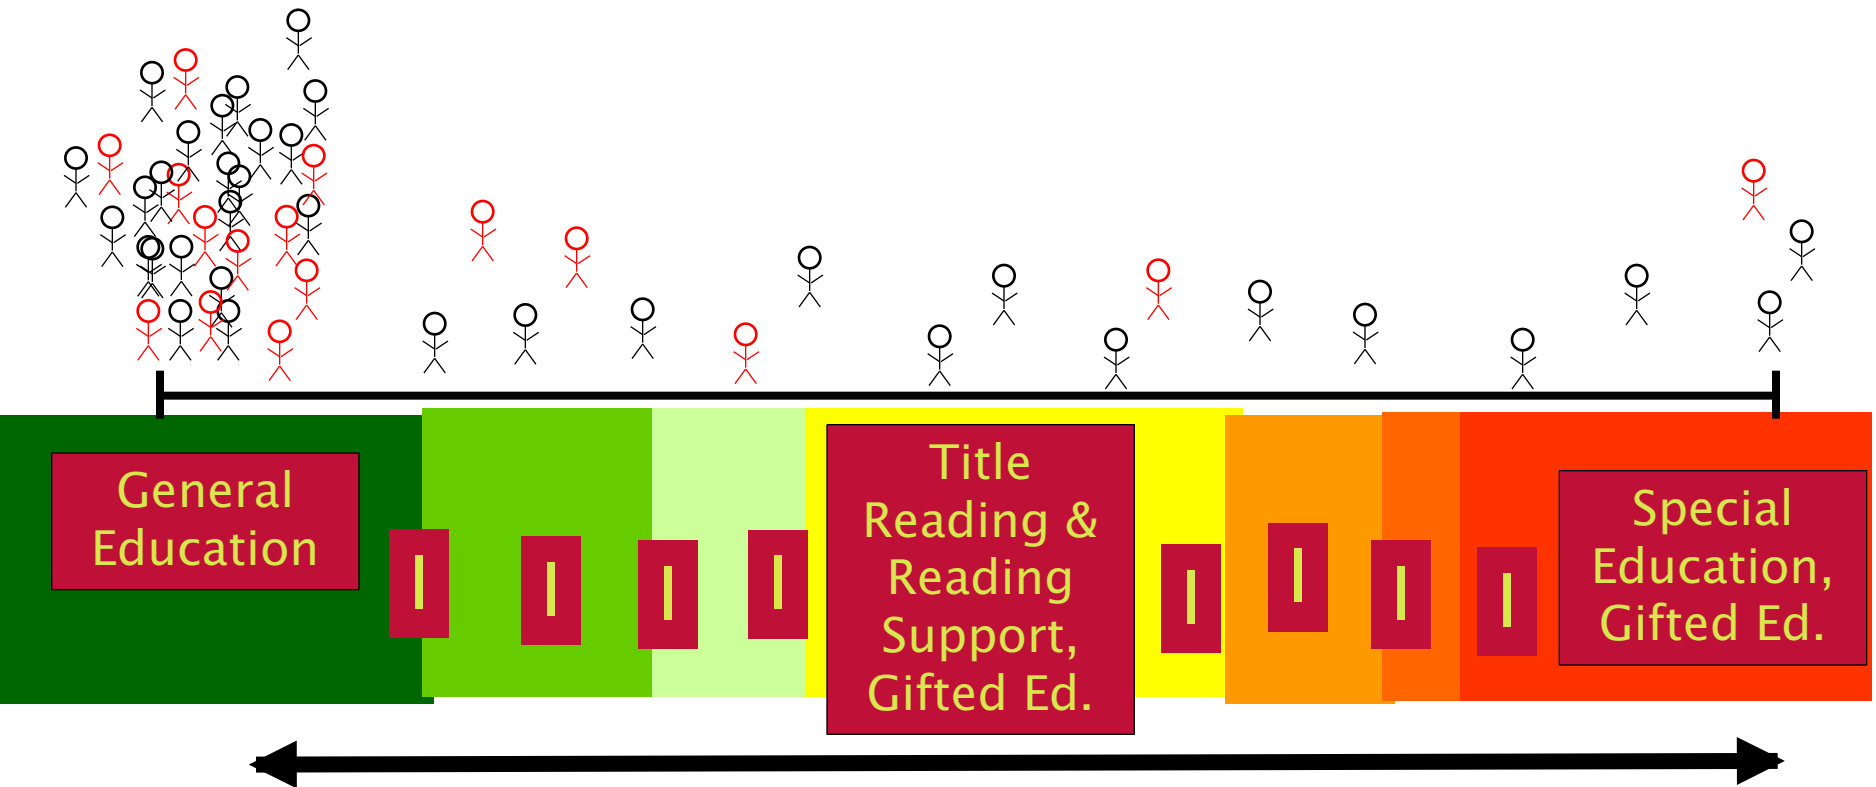 General
Education
I
I
I
I
Title
Reading &
Reading
Support,
Gifted Ed.
I
I
I
I
Special
Education,
Gifted Ed.